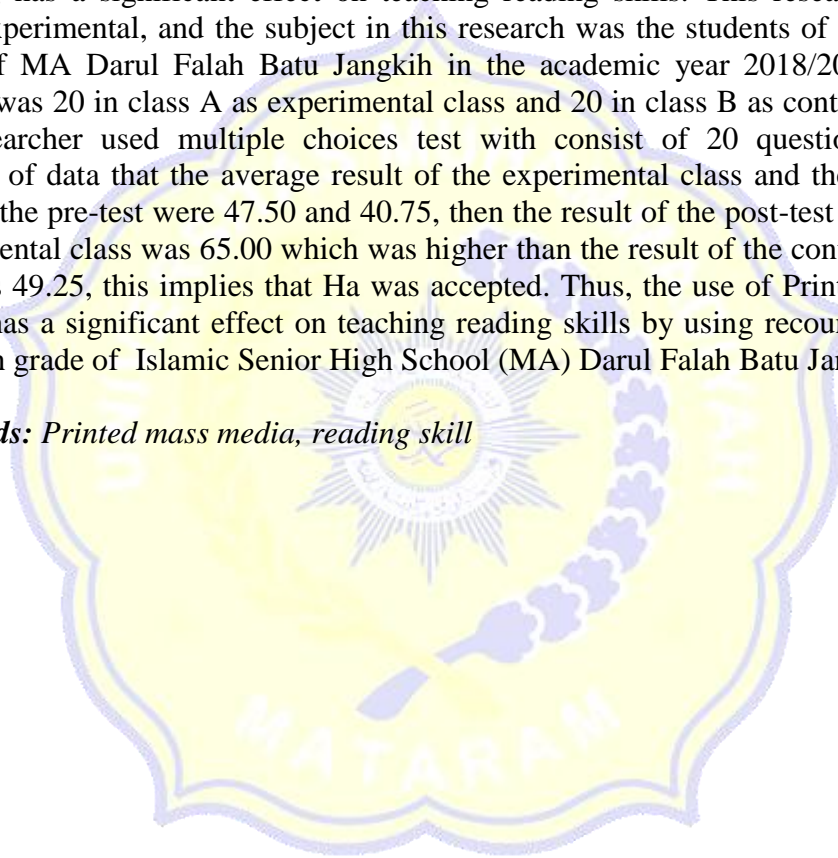 has a significant effect on teaching reading skills. This resea
xperimental, and the subject in this research was the students of
f MA Darul Falah Batu Jangkih in the academic year 2018/20
was 20 in class A as experimental class and 20 in class B as cont
earcher used multiple choices test with consist of 20 questio
of data that the average result of the experimental class and the
the pre-test were 47.50 and 40.75, then the result of the post-test
ental class was 65.00 which was higher than the result of the con
s 49.25, this implies that Ha was accepted. Thus, the use of Print
has a significant effect on teaching reading skills by using recour
h grade of Islamic Senior High School (MA) Darul Falah Batu Jar
ds: Printed mass media, reading skill
MATARAM